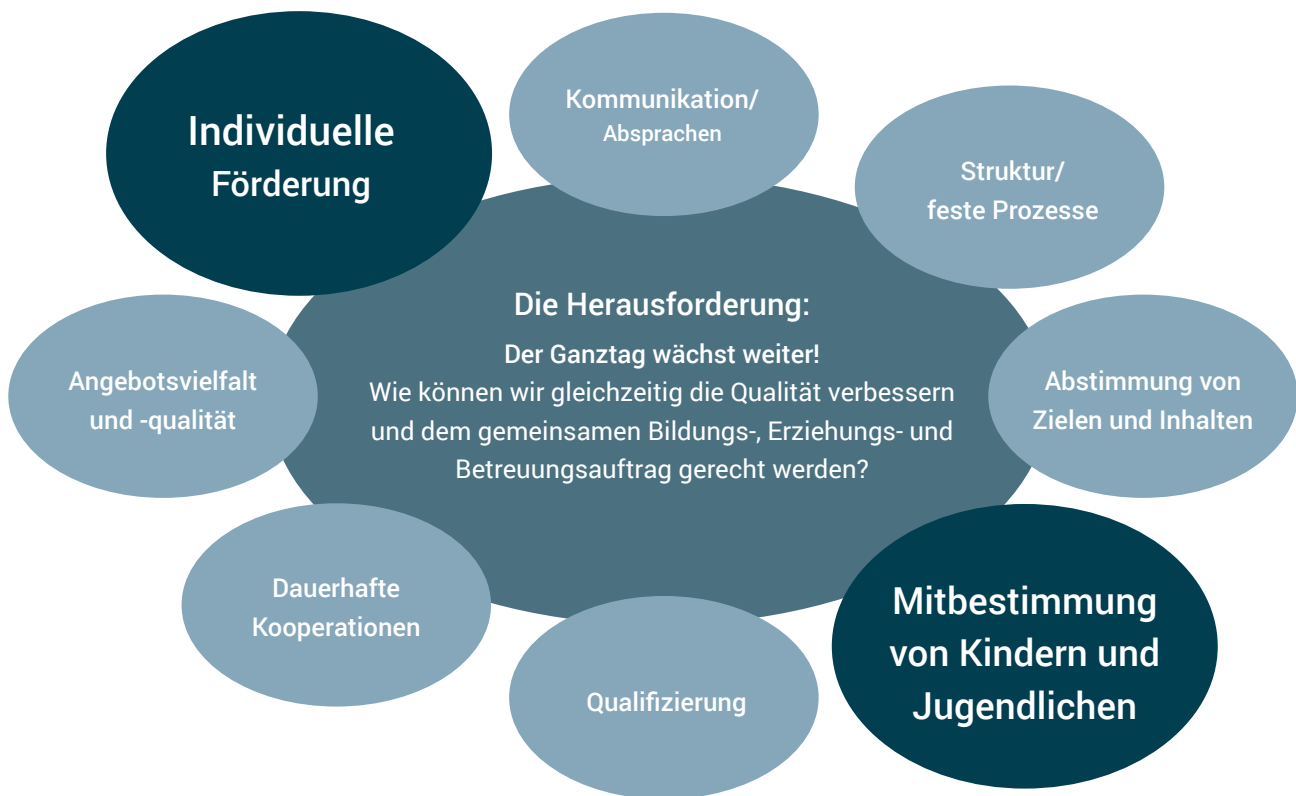 Individuelle
Förderung
Kommunikation/
Absprachen
Struktur/
feste Prozesse
Die Herausforderung:
Der Ganztag wächst weiter!
Wie können wir gleichzeitig die Qualität verbessern
und dem gemeinsamen Bildungs-, Erziehungs- und
Betreuungsauftrag gerecht werden?
Angebotsvielfalt
und -qualität
Abstimmung von
Zielen und Inhalten
Dauerhafte
Kooperationen
Qualifizierung
Mitbestimmung
von Kindern und
Jugendlichen